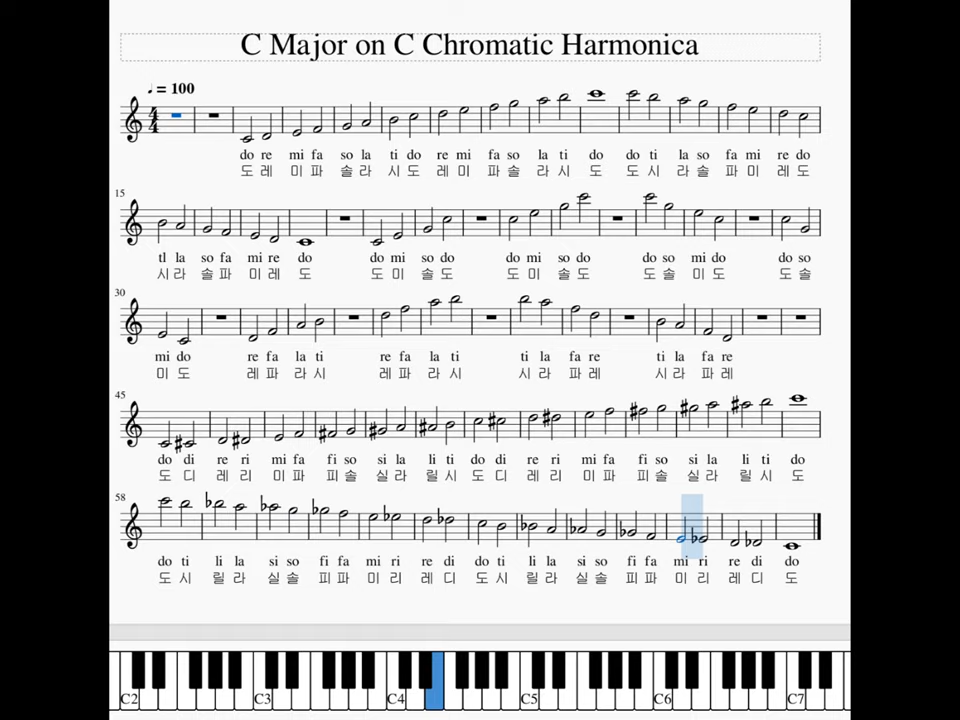 C Major on C Chromatic Harmonica
♩= 100
4
4
do re mi fa so la ti do re mi fa so la ti do do ti la so fa mi re do
도 레 미 파 솔 라 시 도 레 미 파 솔 라 시 도 도 시 라 솔 파 미 레 도
15
tl la so fa mi re do do mi so do do mi so do do so mi do do so
시 라 솔 파 미 레 도 도 미 솔 도 도 미 솔 도 도 솔 미 도 도 솔
30
mi do re fa la ti re fa la ti ti la fa re ti la fa re
미 도 레 파 라 시 레 파 라 시 시 라 파 레 시 라 파 레
45
do di re ri mi fa fi so si la li ti do di re ri mi fa fi so si la li ti do
도 디 레 리 미 파 피 솔 실 라 릴 시 도 디 레 리 미 파 피 솔 실 라 릴 시 도
58
do ti li la si so fi fa mi ri re di do ti li la si so fi fa mi ri re di do
도 시 릴 라 실 솔 피 파 미 리 레 디 도 시 릴 라 실 솔 피 파 미 리 레 디 도
C2 C3 C4 C5 C6 C7